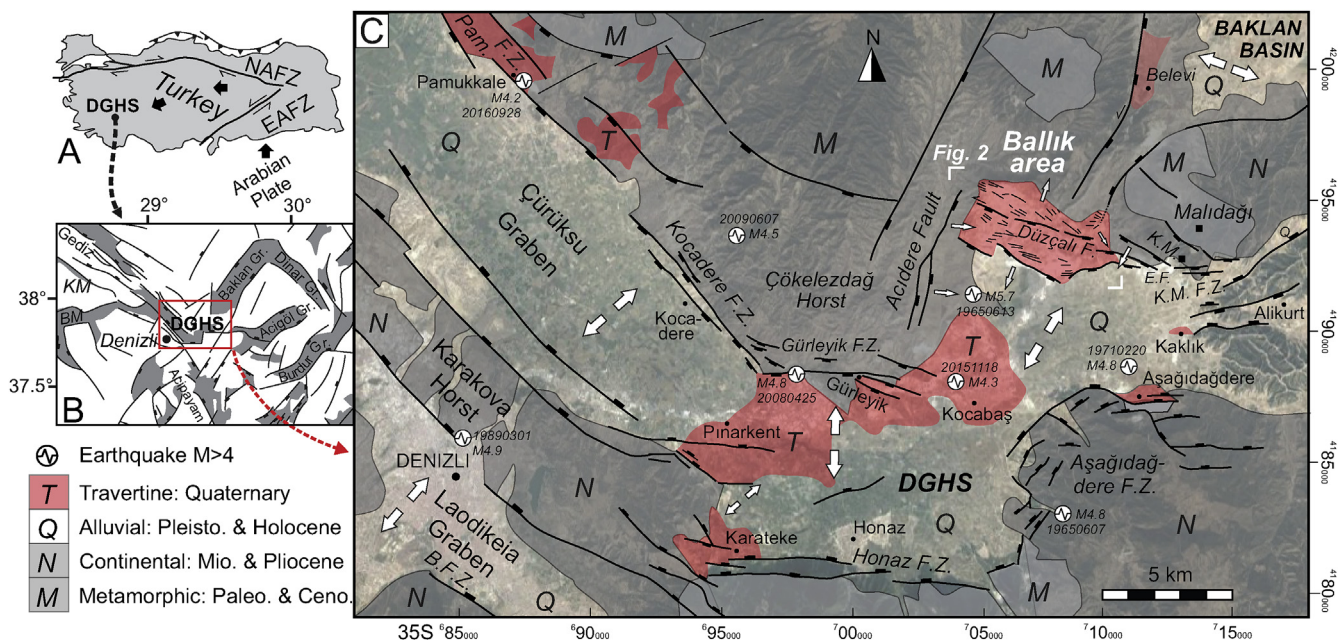 A
NAFZ
Turkey
DGHS
EAFZ
Arabian
Plate
29°
30°
B
38°
37.5°
Gediz
KM
BM
Denizli
DGHS
Baklan Gr.
Dinar Gr.
Acigöl Gr.
Burdur Gr.
Acipayam
Earthquake M>4
T Travertine: Quaternary
Q Alluvial: Pleisto. & Holocene
N Continental: Mio. & Pliocene
M Metamorphic: Paleo. & Ceno.
C
Pam. F.Z.
Pamukkale
M4.2
20160928
M
T
M
M
N
BAKLAN
BASIN
Q
Belevi
Q
Çürüksu
Graben
Kocadere F.Z.
Koca-
dere
20090607
M4.5
Çökelezdağ
Horst
Acıdere Fault
Fig. 2
Ballık
area
Düzçalı F.
M5.7
19650613
M
N
Malıdağı
K.M.
E.F.
K.M. F.Z.
Q
Alikurt
Kaklık
Q
19710220
M4.8
Aşağıdağdere
Gürleyik F.Z.
Gürleyik
M4.8
20080425
T
20151118
M4.3
Kocabaş
N
Karakova
Horst
19890301
M4.9
DENIZLI
Laodikeia
Graben
B.F.Z.
Pınarkent
T
N
DGHS
Aşağıdağ-
dere F.Z.
M4.8
19650607
N
Karateke
Honaz
Honaz F.Z.
Q
M
N
Q
N
5 km
35S
685000
690000
695000
700000
705000
710000
715000
4200000
4195000
4190000
4185000
4180000